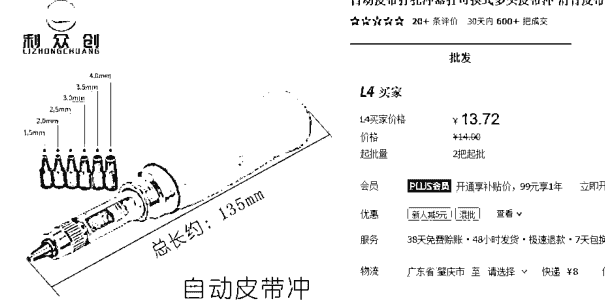 利众创
LIZHONGCHUANG
4.0mm
3.5mm
3.0mm
2.5mm
2.0mm
1.5mm
总长约：135mm
自动皮带冲
20+ 条评价 30天内 600+ 把成交
批发
L4 买家
L4买家价格 ¥ 13.72
价格 ¥14.00
起批量 2把起批
会员 PLUS会员 开通享补贴价，99元享1年 立即开
优惠 新人减5元 混批 查看
服务 38天免费赊账·48小时发货·极速退款·7天包换
物流 广东省 肇庆市 至 请选择 快递 ¥8